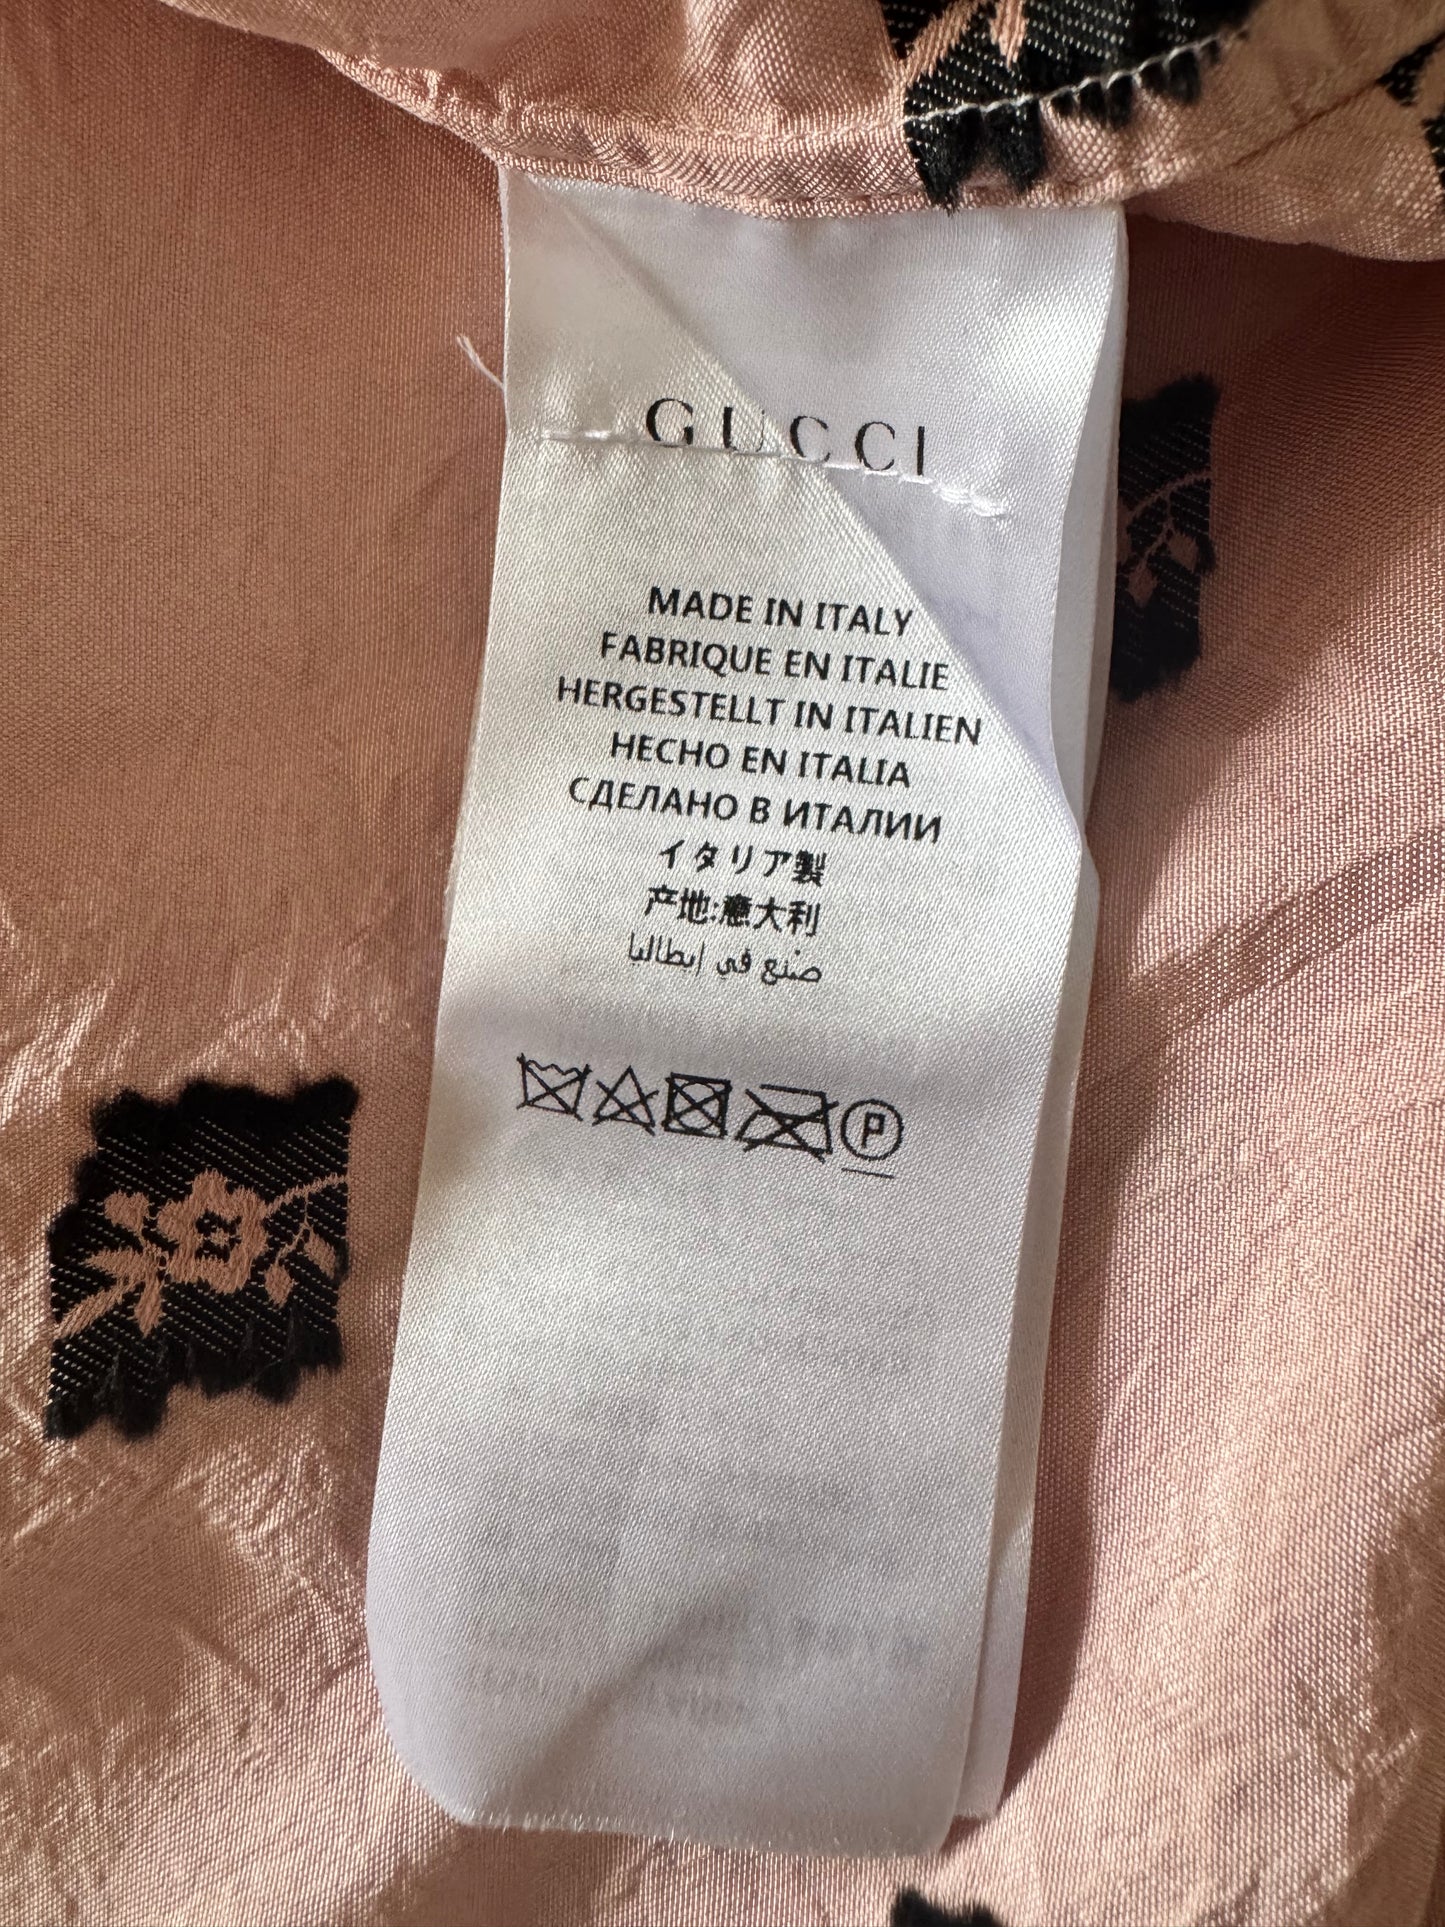 GUCCI
MADE IN ITALY
FABRIQUE EN ITALIE
HERGESTELLT IN ITALIEN
HECHO EN ITALIA
СДЕЛАНО В ИТАЛИИ
イタリア製
产地:意大利
صنع في إيطاليا
P